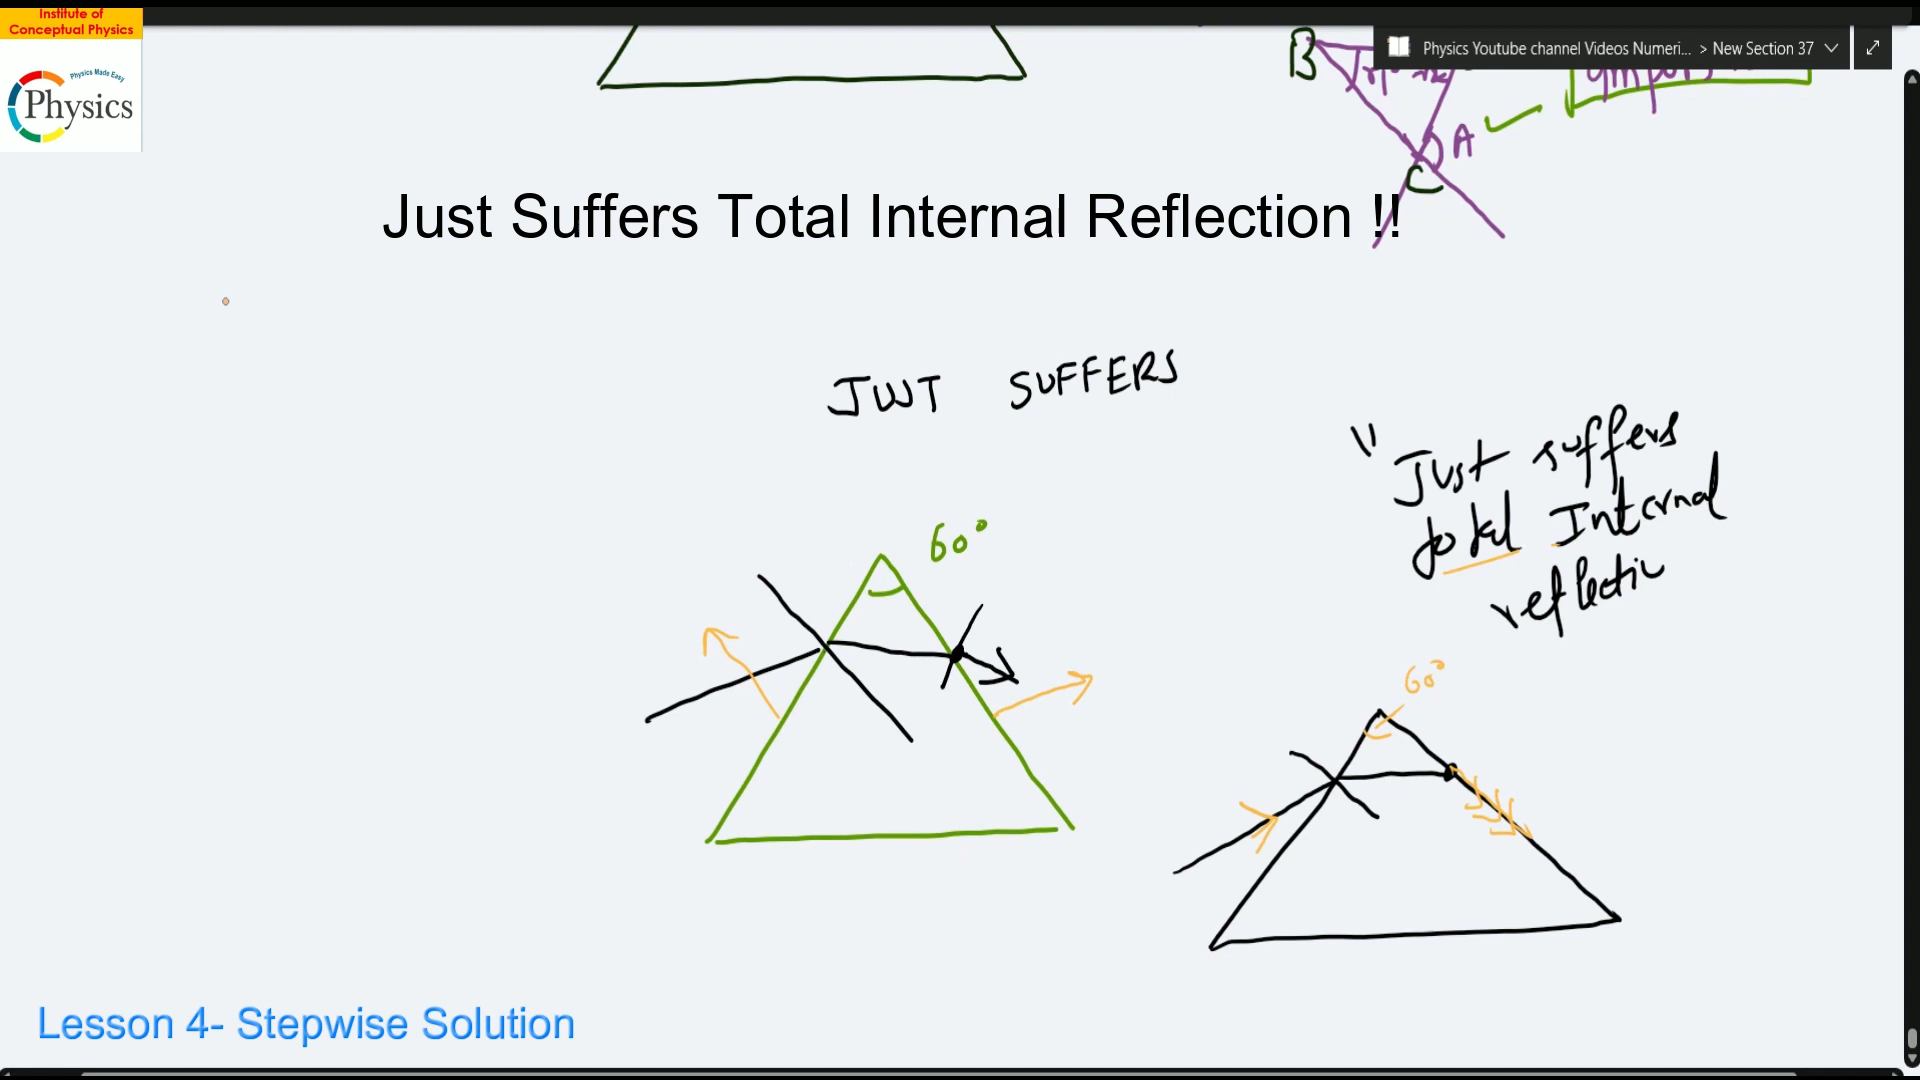 Institute of
Conceptual Physics
Physics Made Easy
Physics
Physics Youtube channel Videos Numeri... > New Section 37
B
A
C
Just Suffers Total Internal Reflection !!
JUST SUFFERS
"Just suffers
total Internal
reflectio
60°
60°
Lesson 4- Stepwise Solution